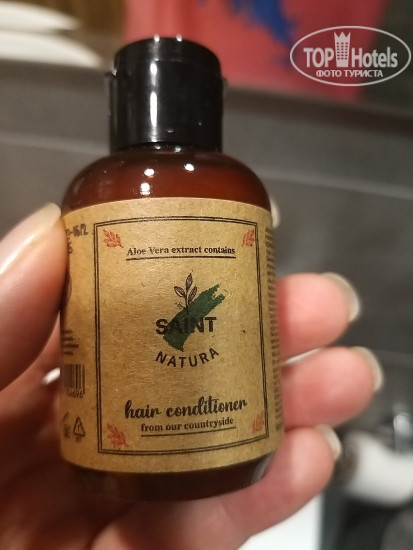 TOP Hotels
ФОТО ТУРИСТА
Aloe Vera extract contains
SAINT
NATURA
hair conditioner
from our countryside